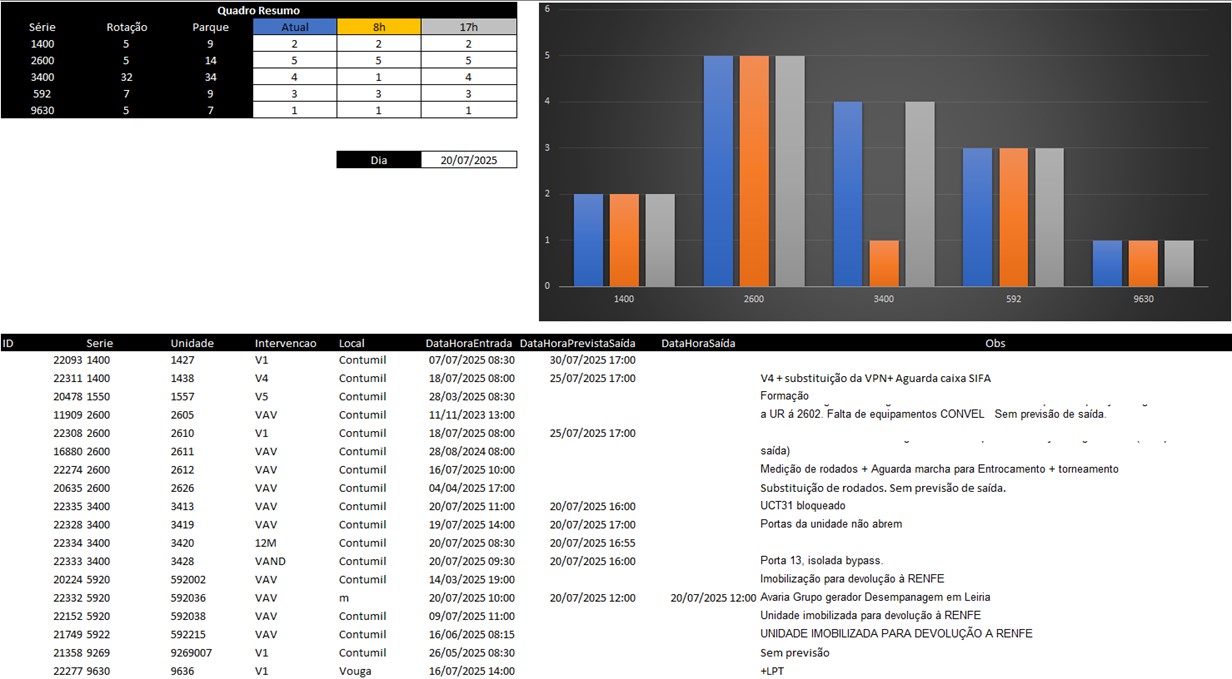 Quadro Resumo
Série Rotação Parque Atual 8h 17h
1400 5 9 2 2 2
2600 5 14 5 5 5
3400 32 34 4 1 4
592 7 9 3 3 3
9630 5 7 1 1 1
Dia 20/07/2025
6
5
4
3
2
1
0
1400 2600 3400 592 9630
ID Serie Unidade Intervencao Local DataHoraEntrada DataHoraPrevistaSaída DataHoraSaída Obs
22093 1400 1427 V1 Contumil 07/07/2025 08:30 30/07/2025 17:00
22311 1400 1438 V4 Contumil 18/07/2025 08:00 25/07/2025 17:00 V4 + substituição da VPN+ Aguarda caixa SIFA
20478 1550 1557 V5 Contumil 28/03/2025 08:30 Formação
11909 2600 2605 VAV Contumil 11/11/2023 13:00 a UR á 2602. Falta de equipamentos CONVEL Sem previsão de saída.
22308 2600 2610 V1 Contumil 18/07/2025 08:00 25/07/2025 17:00
16880 2600 2611 VAV Contumil 28/08/2024 08:00 saída)
22274 2600 2612 VAV Contumil 16/07/2025 10:00 Medição de rodados + Aguarda marcha para Entrocamento + torneamento
20635 2600 2626 VAV Contumil 04/04/2025 17:00 Substituição de rodados. Sem previsão de saída.
22335 3400 3413 VAV Contumil 20/07/2025 11:00 20/07/2025 16:00 UCT31 bloqueado
22328 3400 3419 VAV Contumil 19/07/2025 14:00 20/07/2025 17:00 Portas da unidade não abrem
22334 3400 3420 12M Contumil 20/07/2025 08:30 20/07/2025 16:55
22333 3400 3428 VAND Contumil 20/07/2025 09:30 20/07/2025 16:00 Porta 13, isolada bypass.
20224 5920 592002 VAV Contumil 14/03/2025 19:00 Imobilização para devolução à RENFE
22332 5920 592036 VAV m 20/07/2025 10:00 20/07/2025 12:00 20/07/2025 12:00 Avaria Grupo gerador Desempanagem em Leiria
22152 5920 592038 VAV Contumil 09/07/2025 11:00 Unidade imobilizada para devolução à RENFE
21749 5922 592215 VAV Contumil 16/06/2025 08:15 UNIDADE IMOBILIZADA PARA DEVOLUÇÃO A RENFE
21358 9269 9269007 V1 Contumil 26/05/2025 08:30 Sem previsão
22277 9630 9636 V1 Vouga 16/07/2025 14:00 +LPT